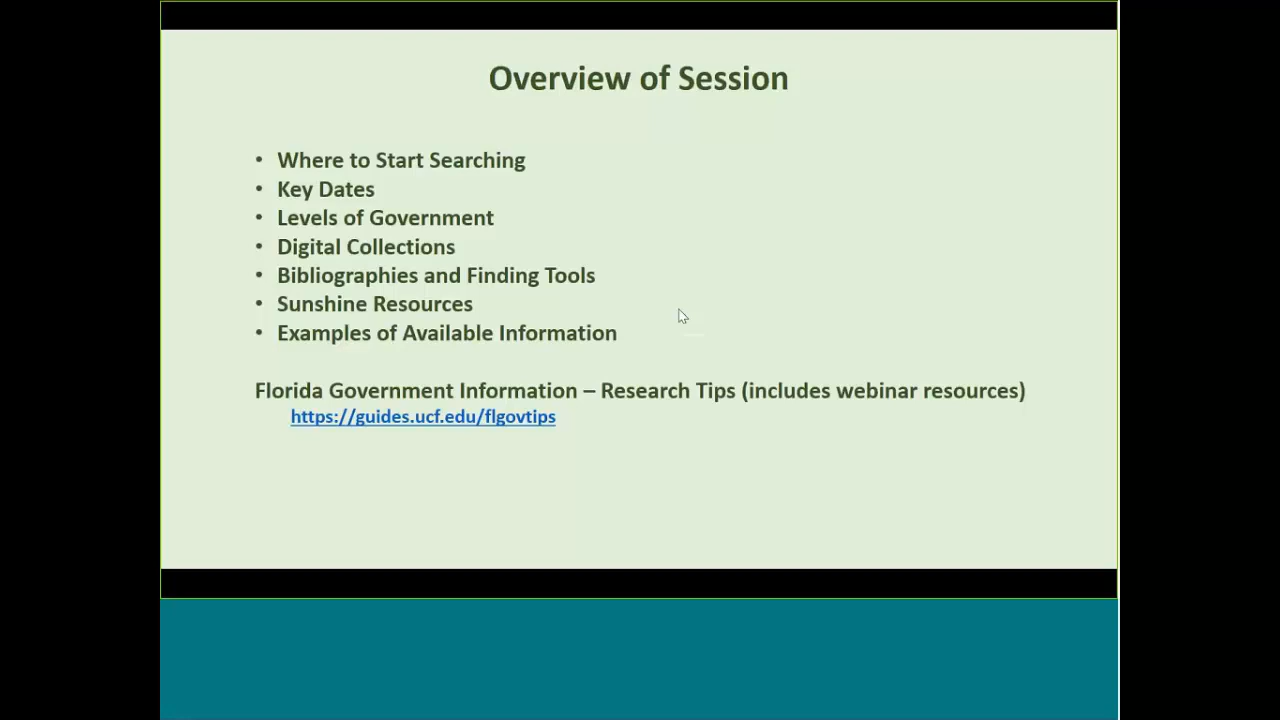 Overview of Session
• Where to Start Searching
• Key Dates
• Levels of Government
• Digital Collections
• Bibliographies and Finding Tools
• Sunshine Resources
• Examples of Available Information
Florida Government Information – Research Tips (includes webinar resources)
https://guides.ucf.edu/flgovtips